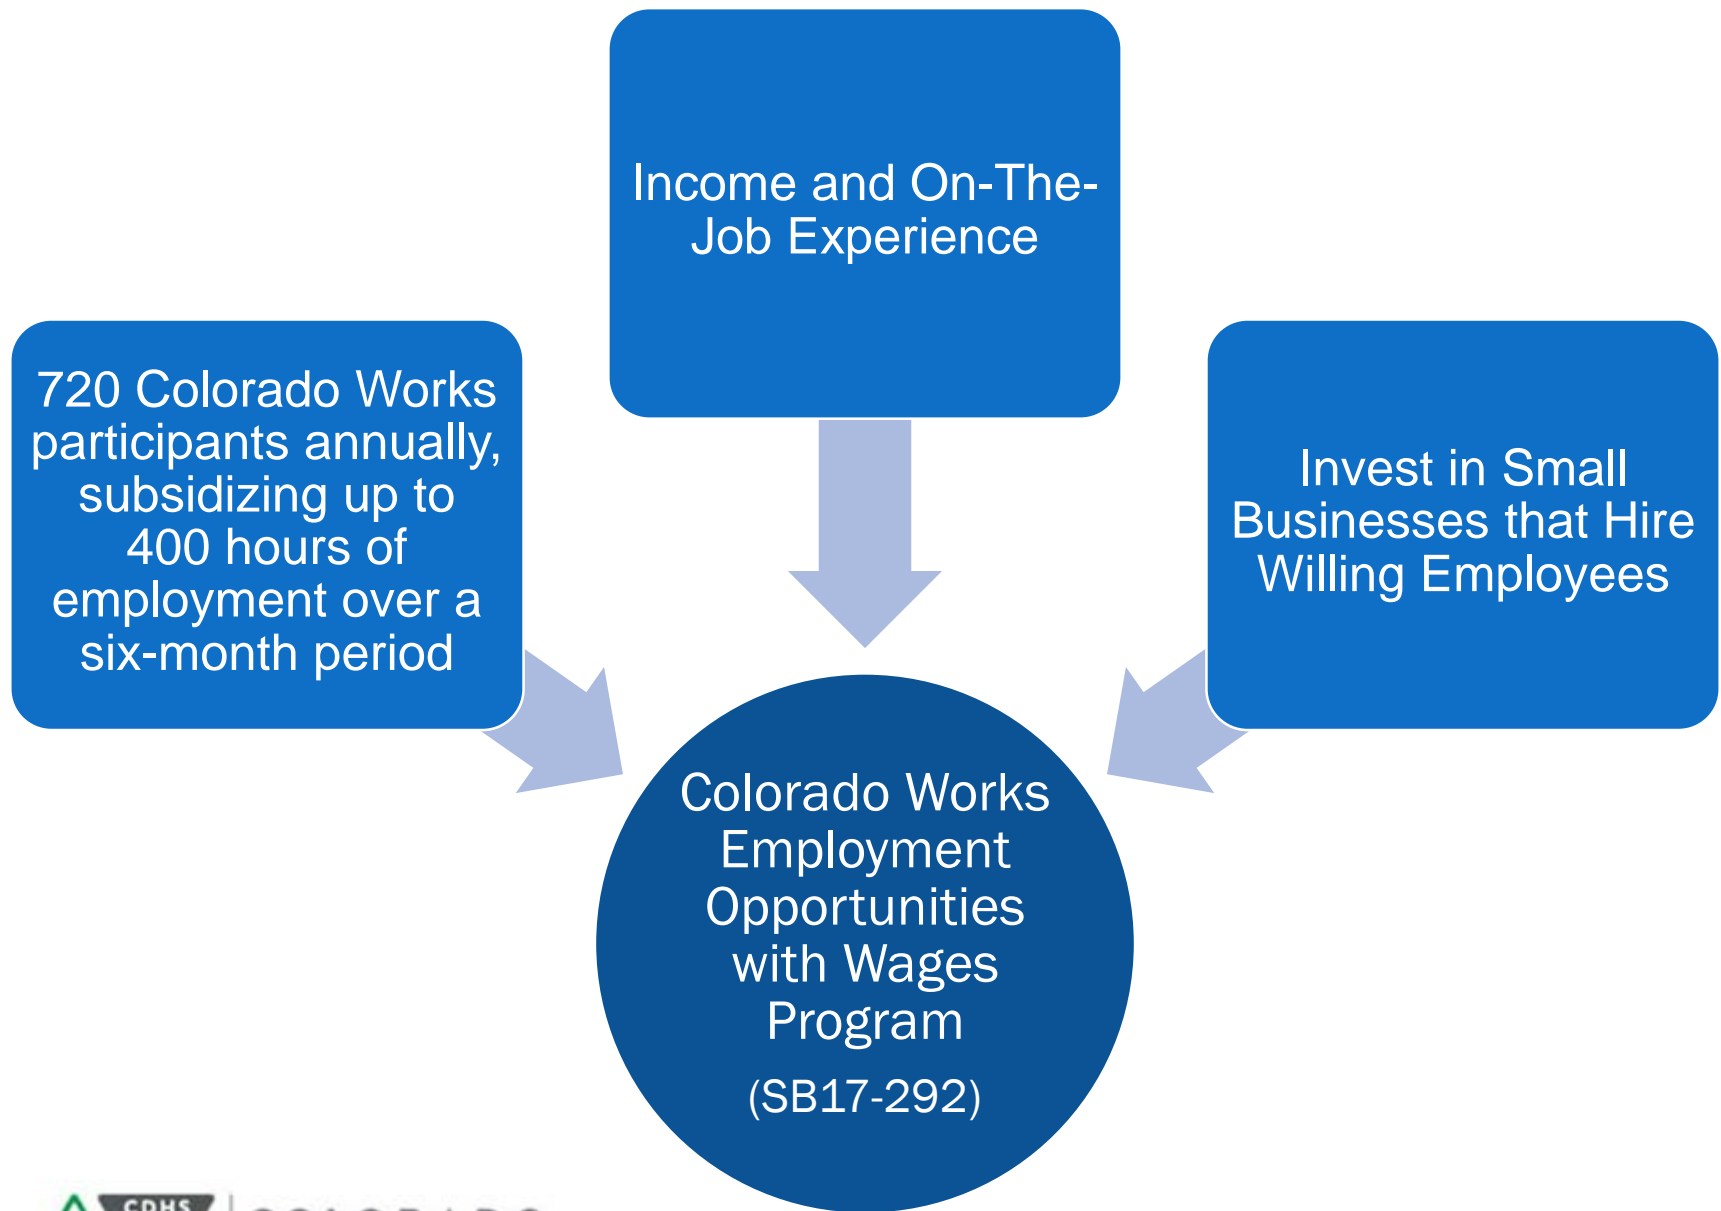 Income and On-The-
Job Experience
720 Colorado Works
participants annually,
subsidizing up to
400 hours of
employment over a
six-month period
Invest in Small
Businesses that Hire
Willing Employees
Colorado Works
Employment
Opportunities
with Wages
Program
(SB17-292)
CDHS
COLORADO